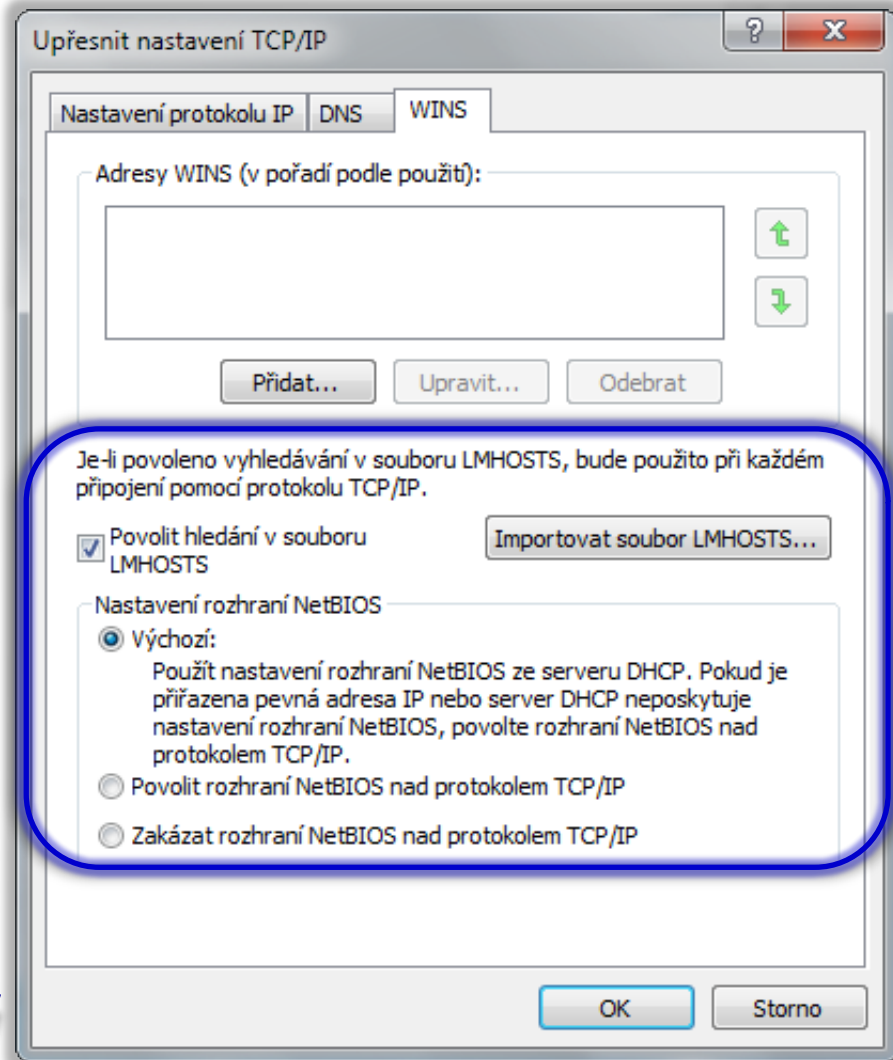 Upřesnit nastavení TCP/IP
Nastavení protokolu IP
DNS
WINS
Adresy WINS (v pořadí podle použití):
Přidat...
Upravit...
Odebrat
Je-li povoleno vyhledávání v souboru LMHOSTS, bude použito při každém
připojení pomocí protokolu TCP/IP.
Povolit hledání v souboru
LMHOSTS
Importovat soubor LMHOSTS...
Nastavení rozhraní NetBIOS
Výchozí:
Použít nastavení rozhraní NetBIOS ze serveru DHCP. Pokud je
přiřazena pevná adresa IP nebo server DHCP neposkytuje
nastavení rozhraní NetBIOS, povolte rozhraní NetBIOS nad
protokolem TCP/IP.
Povolit rozhraní NetBIOS nad protokolem TCP/IP
Zakázat rozhraní NetBIOS nad protokolem TCP/IP
OK
Storno